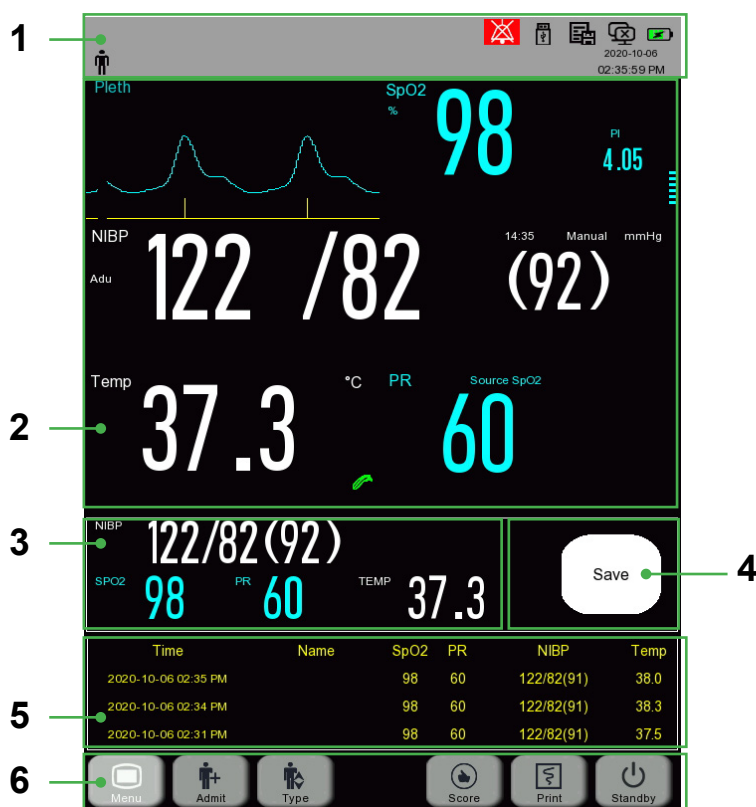 1
2020-10-06
02:35:59 PM
Pleth
SpO2
%
98
PI
4.05
NIBP
Adu
122 /82
14:35 Manual mmHg
(92)
Temp
37.3
°C
PR
Source SpO2
60
2
3
NIBP
122/82(92)
SPO2
98
PR
60
TEMP
37.3
Save
4
Time Name SpO2 PR NIBP Temp
2020-10-06 02:35 PM 98 60 122/82(91) 38.0
2020-10-06 02:34 PM 98 60 122/82(91) 38.3
2020-10-06 02:31 PM 98 60 122/82(91) 37.5
5
6
Menu Admit Type Score Print Standby